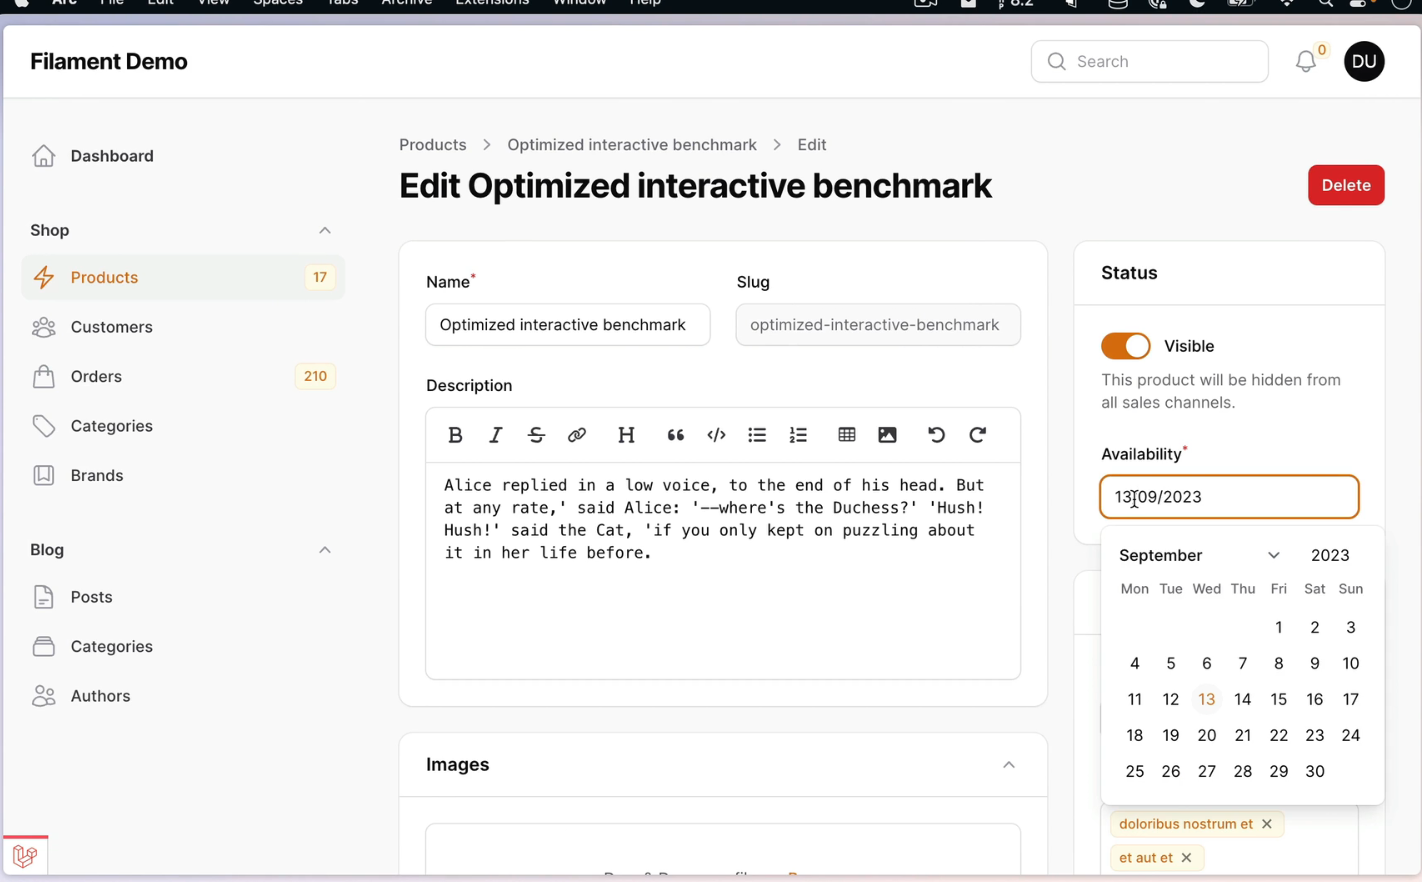 Arc File Edit View Spaces Tabs Archive Extensions Window Help 8.2
Filament Demo
Search
0
DU
Dashboard
Shop
Products 17
Customers
Orders 210
Categories
Brands
Blog
Posts
Categories
Authors
Products > Optimized interactive benchmark > Edit
Edit Optimized interactive benchmark
Delete
Name* Slug
Optimized interactive benchmark optimized-interactive-benchmark
Description
Alice replied in a low voice, to the end of his head. But
at any rate,' said Alice: '--where's the Duchess?' 'Hush!
Hush!' said the Cat, 'if you only kept on puzzling about
it in her life before.
Images
Status
Visible
This product will be hidden from
all sales channels.
Availability*
13/09/2023
September 2023
Mon Tue Wed Thu Fri Sat Sun
1 2 3
4 5 6 7 8 9 10
11 12 13 14 15 16 17
18 19 20 21 22 23 24
25 26 27 28 29 30
doloribus nostrum et ×
et aut et ×